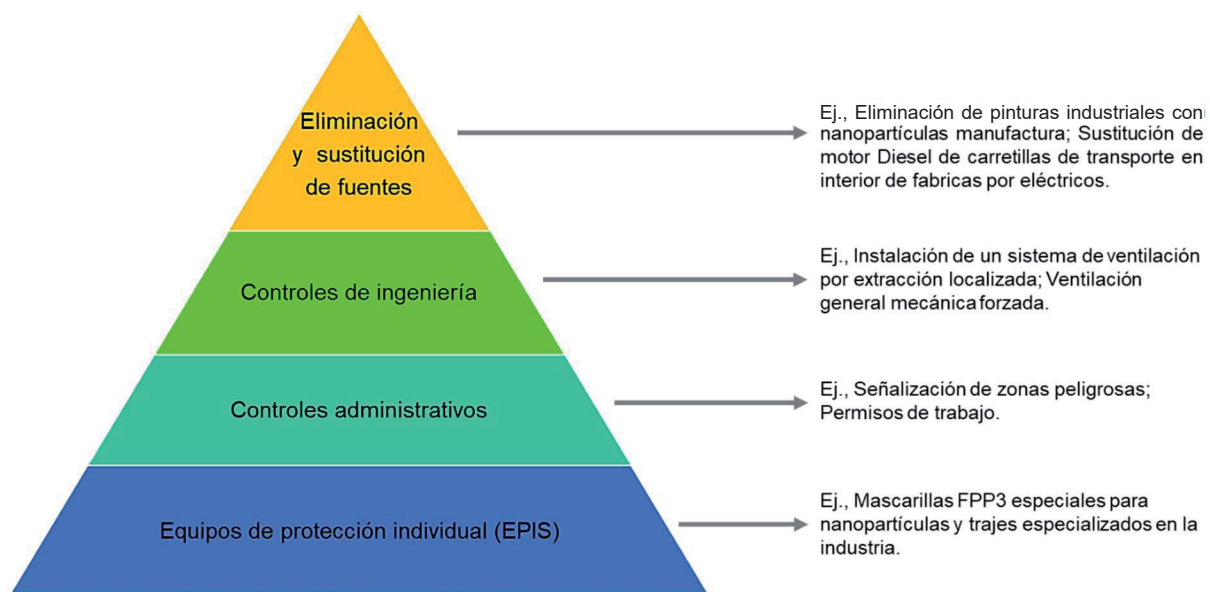 Eliminación
y sustitución
de fuentes
Ej., Eliminación de pinturas industriales con
nanopartículas manufactura; Sustitución de
motor Diesel de carretillas de transporte en
interior de fabricas por eléctricos.
Controles de ingeniería
Ej., Instalación de un sistema de ventilación
por extracción localizada; Ventilación
general mecánica forzada.
Controles administrativos
Ej., Señalización de zonas peligrosas;
Permisos de trabajo.
Equipos de protección individual (EPIS)
Ej., Mascarillas FPP3 especiales para
nanopartículas y trajes especializados en la
industria.